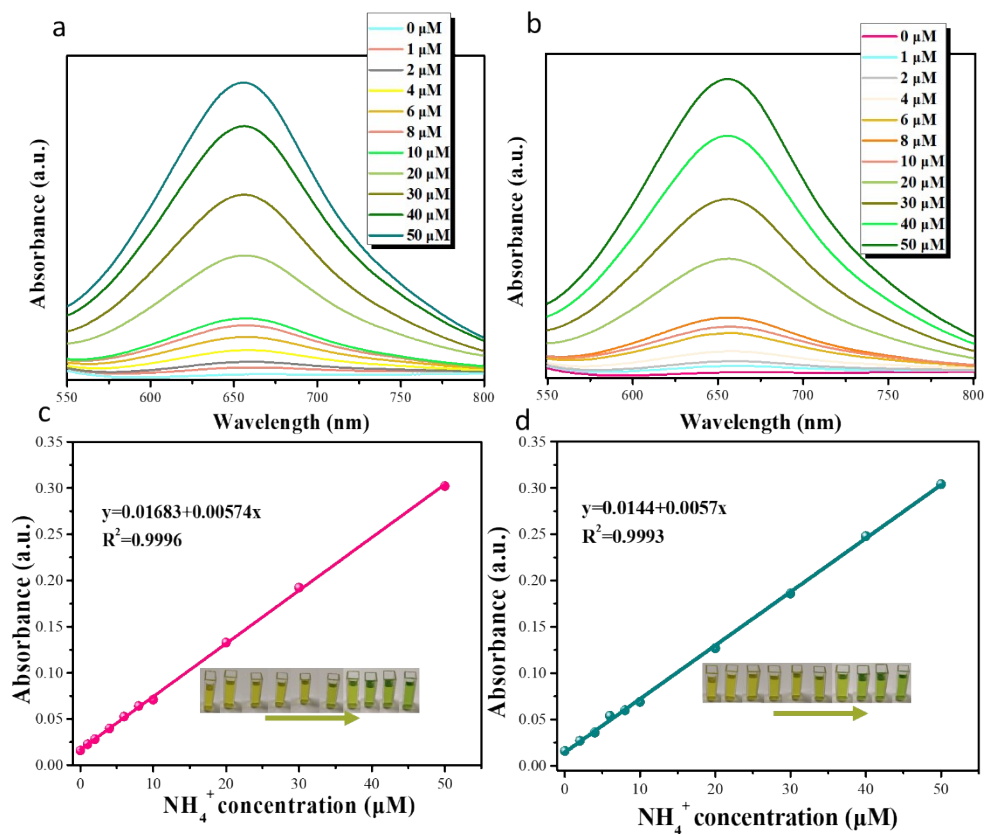 a
0 μM
1 μM
2 μM
4 μM
6 μM
8 μM
10 μM
20 μM
30 μM
40 μM
50 μM
Absorbance (a.u.)
550 600 650 700 750 800
Wavelength (nm)
b
0 μM
1 μM
2 μM
4 μM
6 μM
8 μM
10 μM
20 μM
30 μM
40 μM
50 μM
Absorbance (a.u.)
550 600 650 700 750 800
Wavelength (nm)
c
0.35
0.30
0.25
0.20
0.15
0.10
0.05
0.00
Absorbance (a.u.)
y=0.01683+0.00574x
R²=0.9996
0 10 20 30 40 50
NH₄⁺ concentration (μM)
d
0.35
0.30
0.25
0.20
0.15
0.10
0.05
0.00
Absorbance (a.u.)
y=0.0144+0.0057x
R²=0.9993
0 10 20 30 40 50
NH₄⁺ concentration (μM)